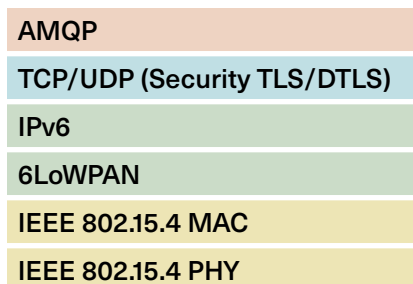 AMQP
TCP/UDP (Security TLS/DTLS)
IPv6
6LoWPAN
IEEE 802.15.4 MAC
IEEE 802.15.4 PHY